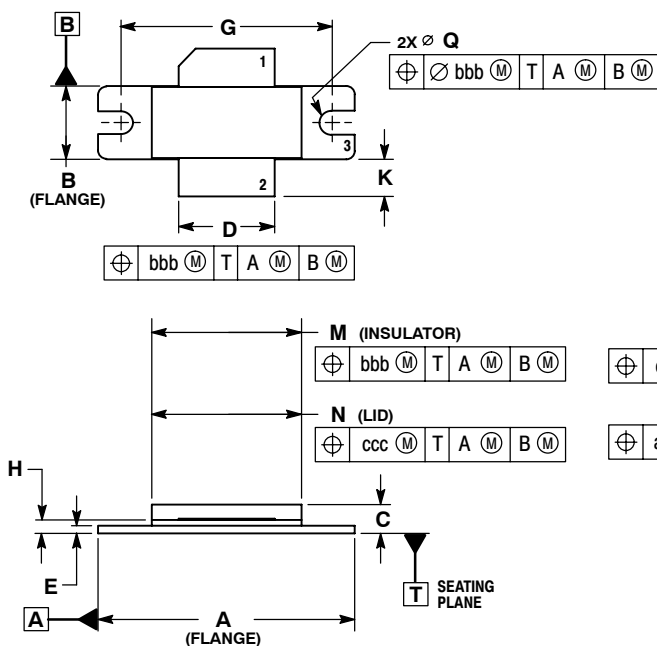 B
G
2X ⌀ Q
⌖ ⌀ bbb Ⓜ T A Ⓜ B Ⓜ
1
3
B
(FLANGE)
2
K
D
⌖ bbb Ⓜ T A Ⓜ B Ⓜ
M (INSULATOR)
⌖ bbb Ⓜ T A Ⓜ B Ⓜ
⌖
N (LID)
⌖ ccc Ⓜ T A Ⓜ B Ⓜ
⌖ a
H
C
E
T SEATING
PLANE
A
A
(FLANGE)